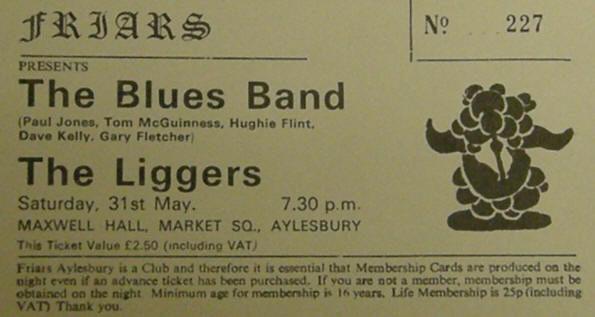 FRIARS
Nº 227
PRESENTS
The Blues Band
(Paul Jones, Tom McGuinness, Hughie Flint,
Dave Kelly, Gary Fletcher)
The Liggers
Saturday, 31st May. 7.30 p.m.
MAXWELL HALL, MARKET SQ., AYLESBURY
This Ticket Value £2.50 (including VAT)
Friars Aylesbury is a Club and therefore it is essential that Membership Cards are produced on the
night even if an advance ticket has been purchased. If you are not a member, membership must be
obtained on the night Minimum age for membership is 16 years. Life Membership is 25p (including
VAT) Thank you.